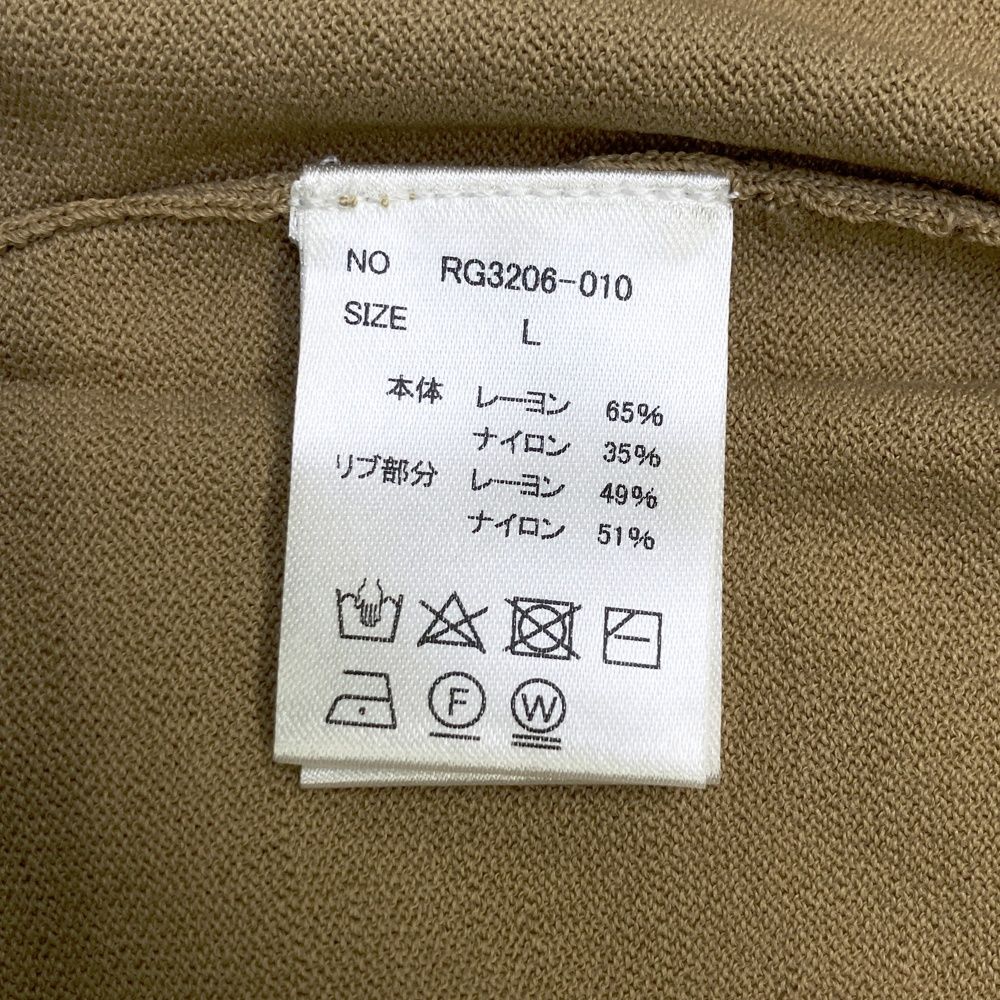 NO RG3206-010
SIZE L
本体 レーヨン 65%
ナイロン 35%
リブ部分 レーヨン 49%
ナイロン 51%
F W